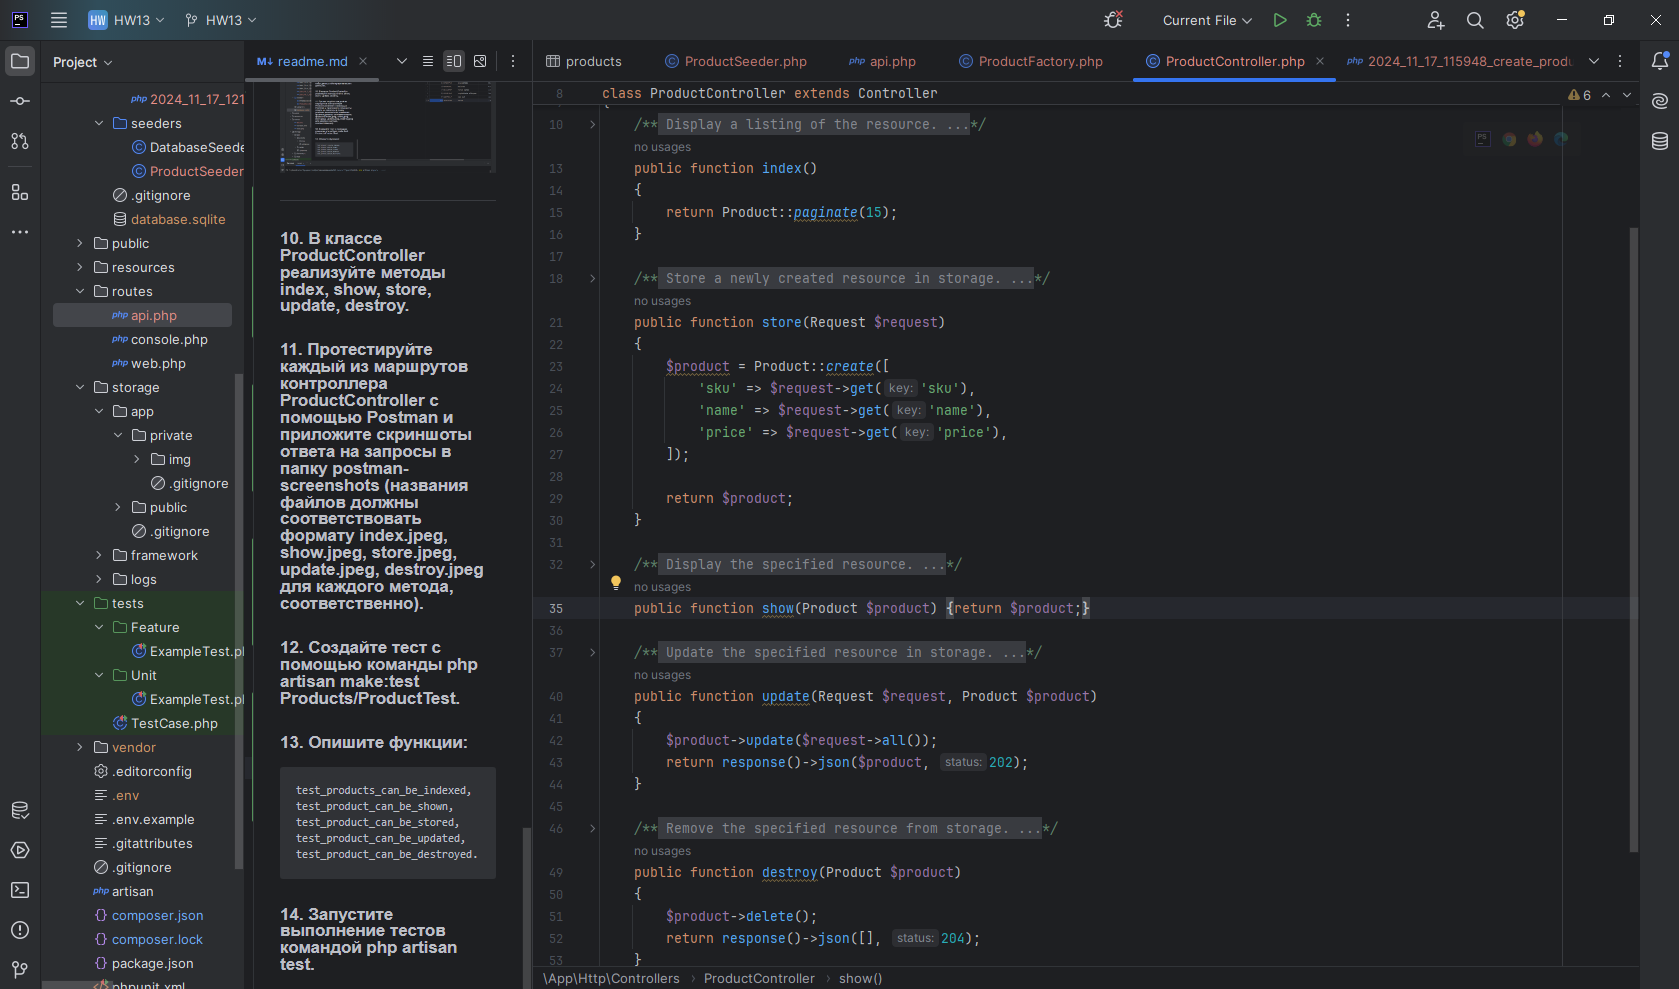 PS
HW HW13 HW13 Current File
Project
readme.md
products ProductSeeder.php api.php ProductFactory.php ProductController.php 2024_11_17_115948_create_produ
2024_11_17_121
seeders
DatabaseSeede
ProductSeeder
.gitignore
database.sqlite
public
resources
routes
api.php
console.php
web.php
storage
app
private
img
.gitignore
public
.gitignore
framework
logs
tests
Feature
ExampleTest.p
Unit
ExampleTest.p
TestCase.php
vendor
.editorconfig
.env
.env.example
.gitattributes
.gitignore
artisan
composer.json
composer.lock
package.json
phpunit.xml
10. В классе
ProductController
реализуйте методы
index, show, store,
update, destroy.
11. Протестируйте
каждый из маршрутов
контроллера
ProductController с
помощью Postman и
приложите скриншоты
ответа на запросы в
папку postman-
screenshots (названия
файлов должны
соответствовать
формату index.jpeg,
show.jpeg, store.jpeg,
update.jpeg, destroy.jpeg
для каждого метода,
соответственно).
12. Создайте тест с
помощью команды php
artisan make:test
Products/ProductTest.
13. Опишите функции:
test_products_can_be_indexed,
test_product_can_be_shown,
test_product_can_be_stored,
test_product_can_be_updated,
test_product_can_be_destroyed.
14. Запустите
выполнение тестов
командой php artisan
test.
8 class ProductController extends Controller
6
{
10 /** Display a listing of the resource. ...*/
no usages
13 public function index()
14 {
15 return Product::paginate(15);
16 }
17
18 /** Store a newly created resource in storage. ...*/
no usages
21 public function store(Request $request)
22 {
23 $product = Product::create([
24 'sku' => $request->get( key: 'sku'),
25 'name' => $request->get( key: 'name'),
26 'price' => $request->get( key: 'price'),
27 ]);
28
29 return $product;
30 }
31
32 /** Display the specified resource. ...*/
no usages
35 public function show(Product $product) {return $product;}
36
37 /** Update the specified resource in storage. ...*/
no usages
40 public function update(Request $request, Product $product)
41 {
42 $product->update($request->all());
43 return response()->json($product, status: 202);
44 }
45
46 /** Remove the specified resource from storage. ...*/
no usages
49 public function destroy(Product $product)
50 {
51 $product->delete();
52 return response()->json([], status: 204);
53 }
\App\Http\Controllers › ProductController › show()